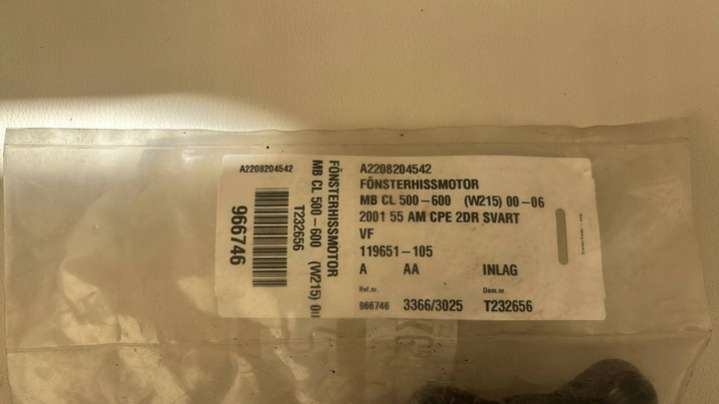 A2208204542
966746
FÖNSTERHISSMOTOR
MB CL 500-600 (W215) 00
T232656
A2208204542
FÖNSTERHISSMOTOR
MB CL 500-600 (W215) 00-06
2001 55 AM CPE 2DR SVART
VF
119651-105
A AA INLAG
Ref.nr. Dem.nr.
966746 3366/3025 T232656